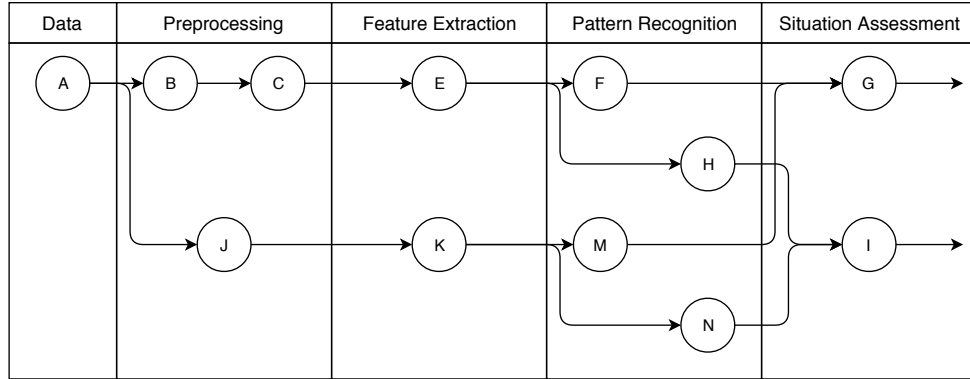 Data Preprocessing Feature Extraction Pattern Recognition Situation Assessment
A B C E F G
H
J K M I
N